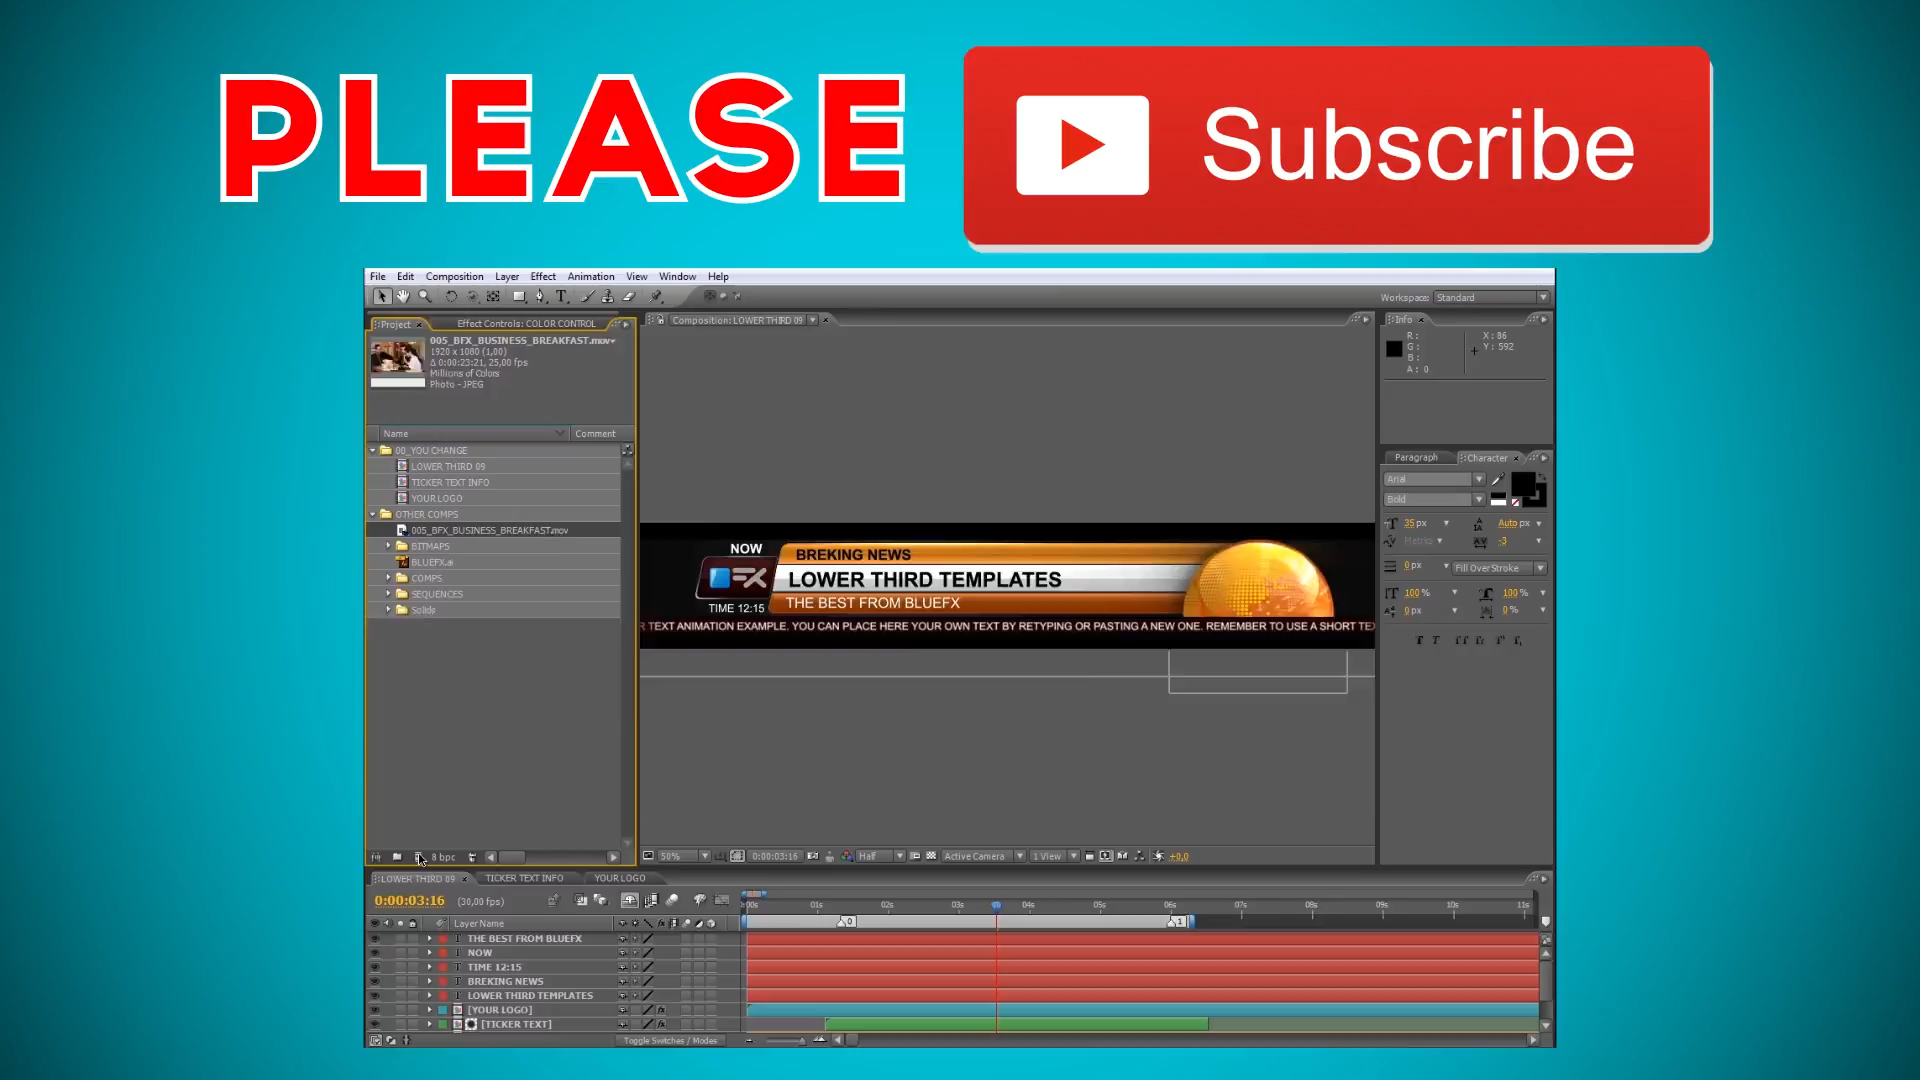 PLEASE
Subscribe
File Edit Composition Layer Effect Animation View Window Help
Workspace: Standard
Project Effect Controls: COLOR CONTROL
Composition: LOWER THIRD 09
Info
005_BFX_BUSINESS_BREAKFAST.mov
1920 x 1080 (1,00)
Δ 0:00:23:21, 25,00 fps
Millions of Colors
Photo - JPEG
R :
G :
B :
A : 0
X : 86
Y : 592
Name Comment
00_YOU CHANGE
LOWER THIRD 09
TICKER TEXT INFO
YOUR LOGO
OTHER COMPS
005_BFX_BUSINESS_BREAKFAST.mov
BITMAPS
BLUEFX.ai
COMPS
SEQUENCES
Solids
8 bpc
NOW
BREKING NEWS
LOWER THIRD TEMPLATES
THE BEST FROM BLUEFX
TIME 12:15
R TEXT ANIMATION EXAMPLE. YOU CAN PLACE HERE YOUR OWN TEXT BY RETYPING OR PASTING A NEW ONE. REMEMBER TO USE A SHORT TEX
Paragraph Character
Arial
Bold
35 px Auto px
Metrics -3
0 px Fill Over Stroke
100 % 100 %
0 px 0 %
50% 0:00:03:16 Half Active Camera 1 View +0,0
LOWER THIRD 09 TICKER TEXT INFO YOUR LOGO
0:00:03:16 (30,00 fps)
:00s 01s 02s 03s 04s 05s 06s 07s 08s 09s 10s 11s
0 1
Layer Name
THE BEST FROM BLUEFX
NOW
TIME 12:15
BREKING NEWS
LOWER THIRD TEMPLATES
[YOUR LOGO]
[TICKER TEXT]
Toggle Switches / Modes